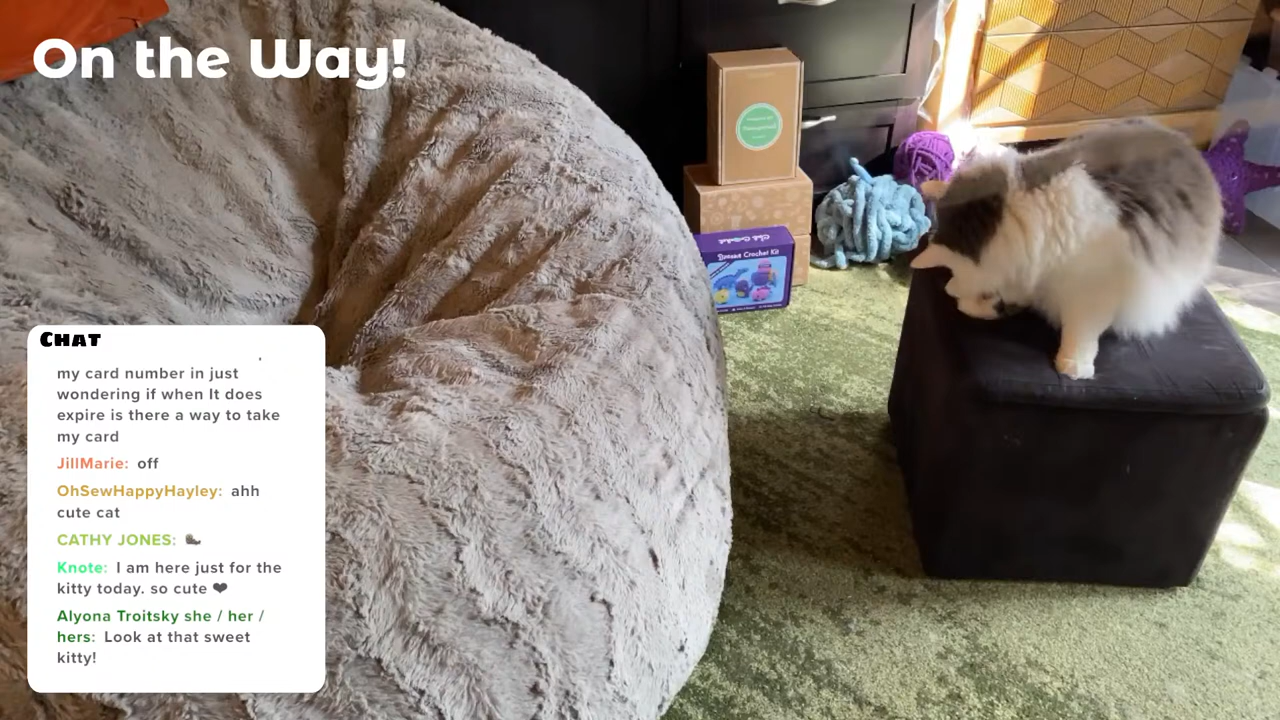 On the Way!
Chat
my card number in just
wondering if when It does
expire is there a way to take
my card
JillMarie: off
OhSewHappyHayley: ahh
cute cat
CATHY JONES:
Knote: I am here just for the
kitty today. so cute ❤
Alyona Troitsky she / her /
hers: Look at that sweet
kitty!
Crochet Kit